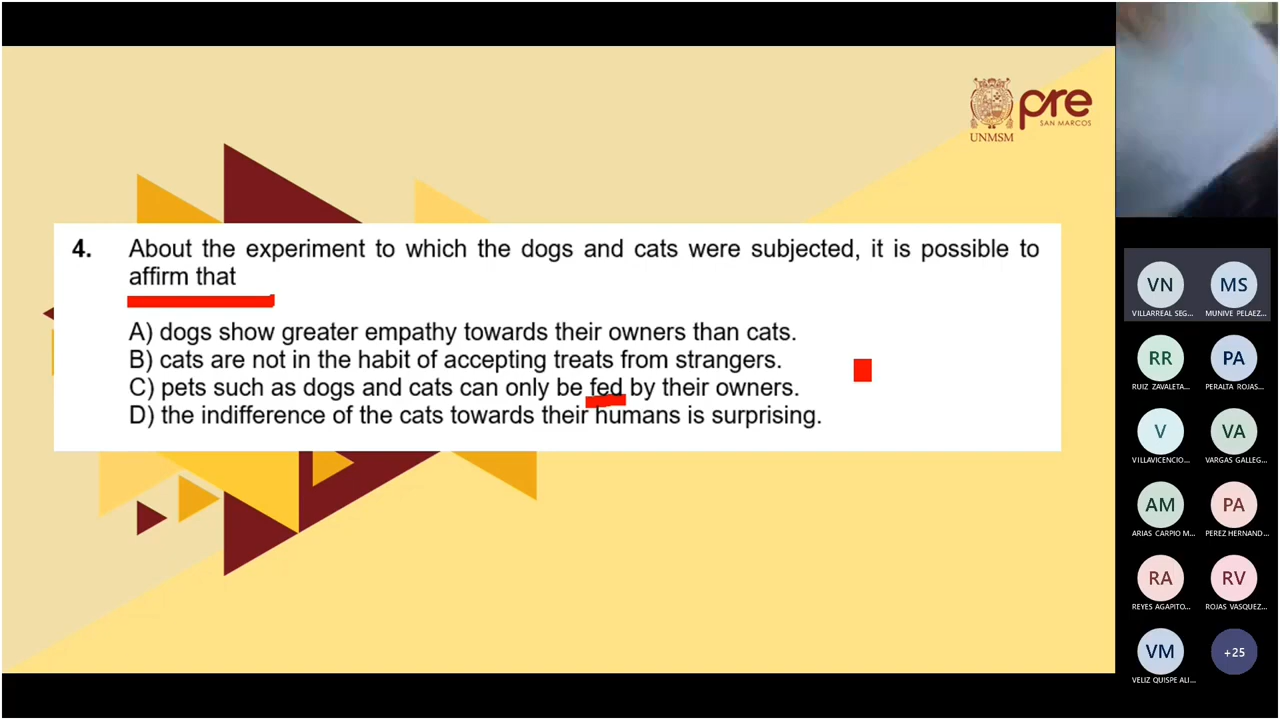 pre
SAN MARCOS
UNMSM
4. About the experiment to which the dogs and cats were subjected, it is possible to
affirm that
A) dogs show greater empathy towards their owners than cats.
B) cats are not in the habit of accepting treats from strangers.
C) pets such as dogs and cats can only be fed by their owners.
D) the indifference of the cats towards their humans is surprising.
VN MS
VILLARREAL SEG... MUNIVE PELAEZ...
RR PA
RUIZ ZAVALETA... PERALTA ROJAS...
V VA
VILLAVICENCIO... VARGAS GALLEG...
AM PA
ARIAS CARPIO M... PEREZ HERNAND...
RA RV
REYES AGAPITO... ROJAS VASQUEZ...
VM +25
VELIZ QUISPE ALI...